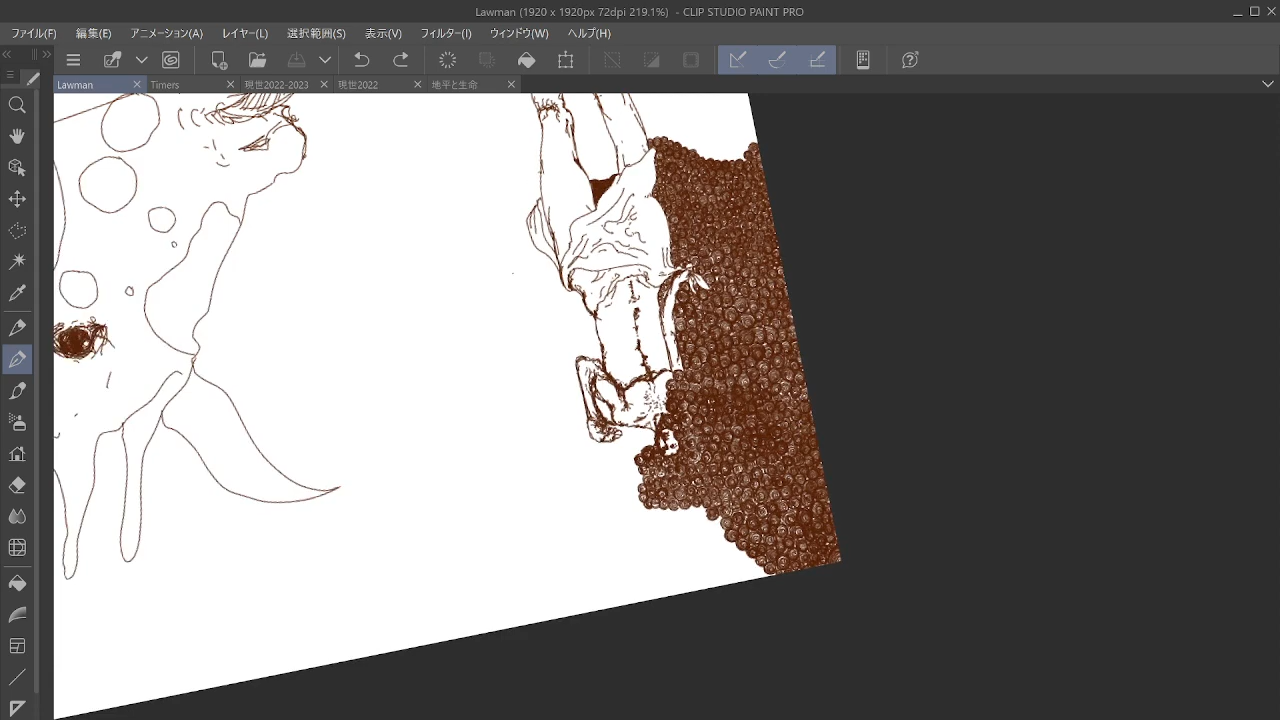 Lawman (1920 x 1920px 72dpi 219.1%) - CLIP STUDIO PAINT PRO
ファイル(F) 編集(E) アニメーション(A) レイヤー(L) 選択範囲(S) 表示(V) フィルター(I) ウィンドウ(W) ヘルプ(H)
Lawman Timers 現世2022-2023 現世2022 地平と生命